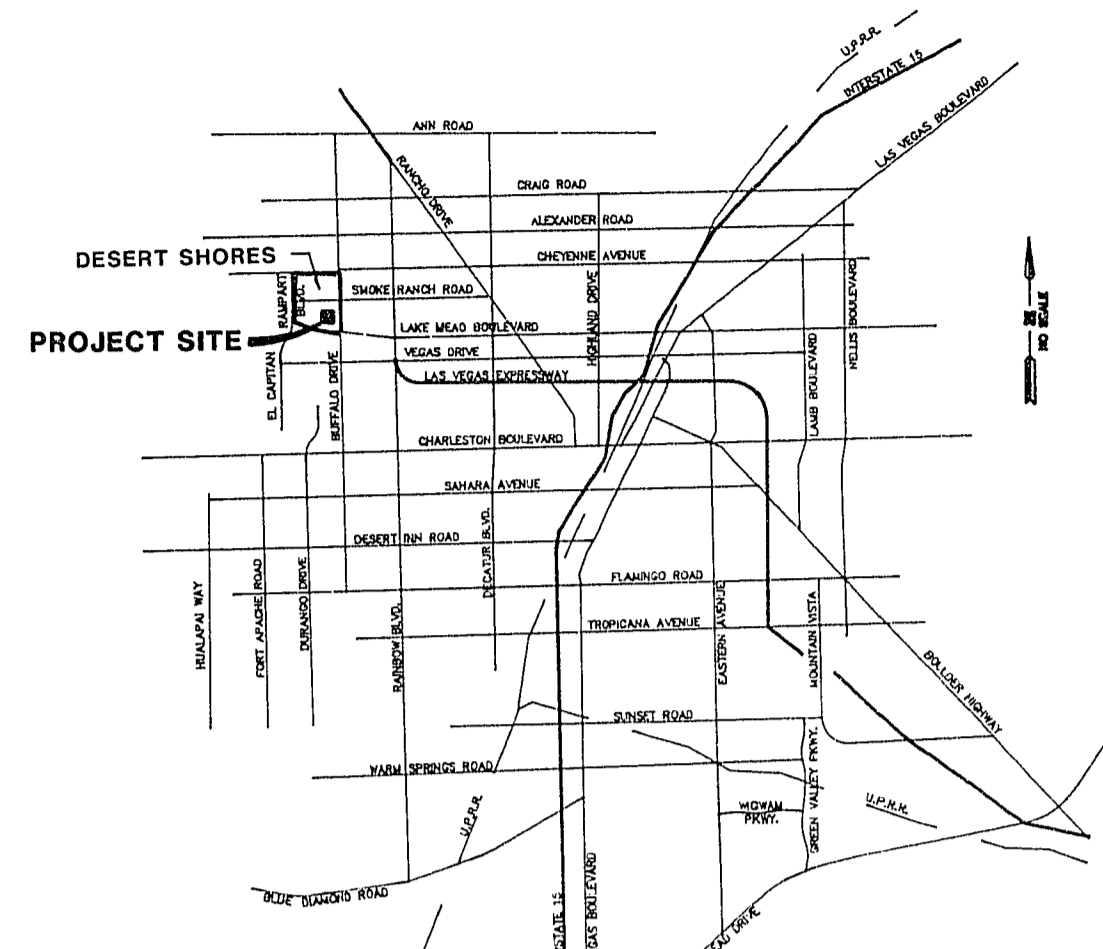 U.P.R.R.
INTERSTATE 15
LAS VEGAS BOULEVARD
ANN ROAD
RANCHO DRIVE
CRAIG ROAD
ALEXANDER ROAD
CHEYENNE AVENUE
DESERT SHORES
RAMPART
BLVD.
SMOKE RANCH ROAD
HIGHLAND DRIVE
NELLIS BOULEVARD
NO SCALE
PROJECT SITE
LAKE MEAD BOULEVARD
VEGAS DRIVE
LAS VEGAS EXPRESSWAY
EL CAPITAN
BUFFALO DRIVE
LAMB BOULEVARD
CHARLESTON BOULEVARD
SAHARA AVENUE
DESERT INN ROAD
DECATUR BLVD.
FLAMINGO ROAD
HUALAPAI WAY
FORT APACHE ROAD
DURANGO DRIVE
RAINBOW BLVD.
TROPICANA AVENUE
EASTERN AVENUE
MOUNTAIN VISTA
BOULDER HIGHWAY
SUNSET ROAD
WARM SPRINGS ROAD
GREEN VALLEY PKWY.
U.P.R.R.
WIGWAM
PKWY.
U.P.R.R.
BLUE DIAMOND ROAD
STATE 15
GAS BOULEVARD
EAD DRIVE